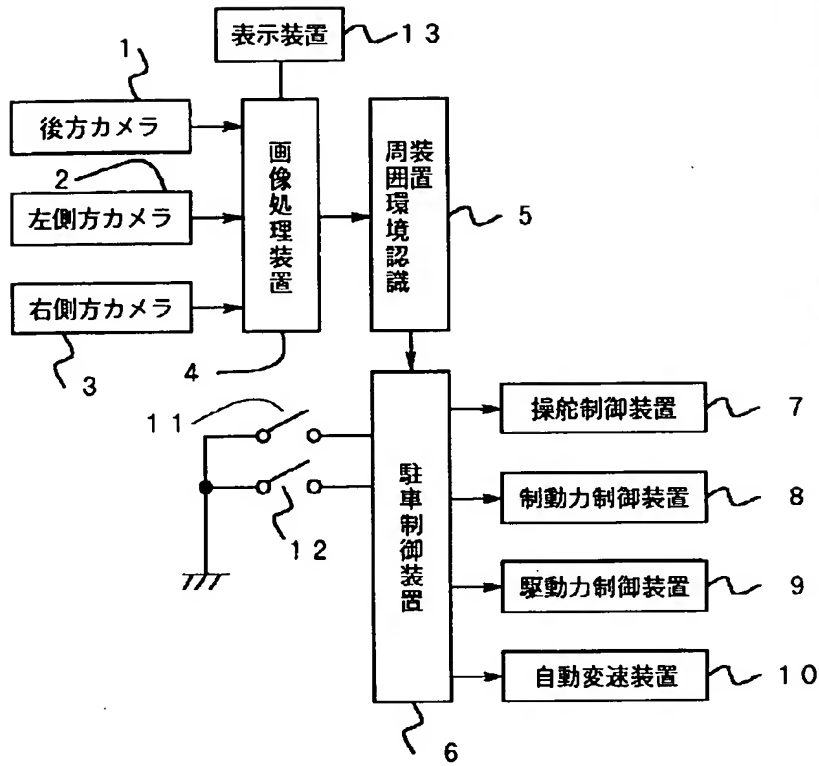 表示装置 13
1
後方カメラ
2
左側方カメラ
右側方カメラ
3
画像処理装置
4
周囲環境認識
装置
5
11
12
駐車制御装置
6
操舵制御装置 7
制動力制御装置 8
駆動力制御装置 9
自動変速装置 10